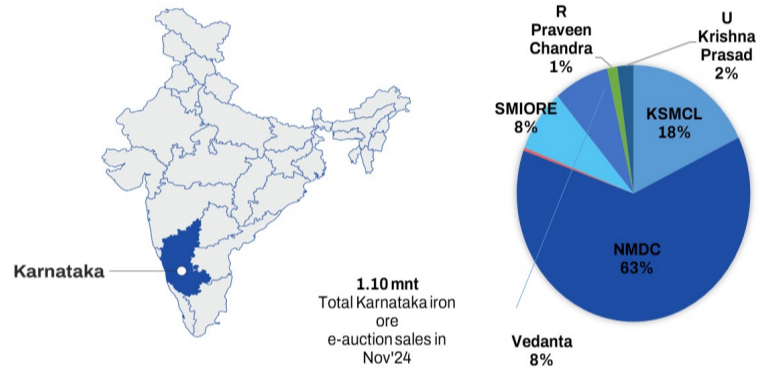 Karnataka
1.10 mnt
Total Karnataka iron
ore
e-auction sales in
Nov'24
R
Praveen
Chandra
1%
U
Krishna
Prasad
2%
SMIORE
8%
KSMCL
18%
NMDC
63%
Vedanta
8%